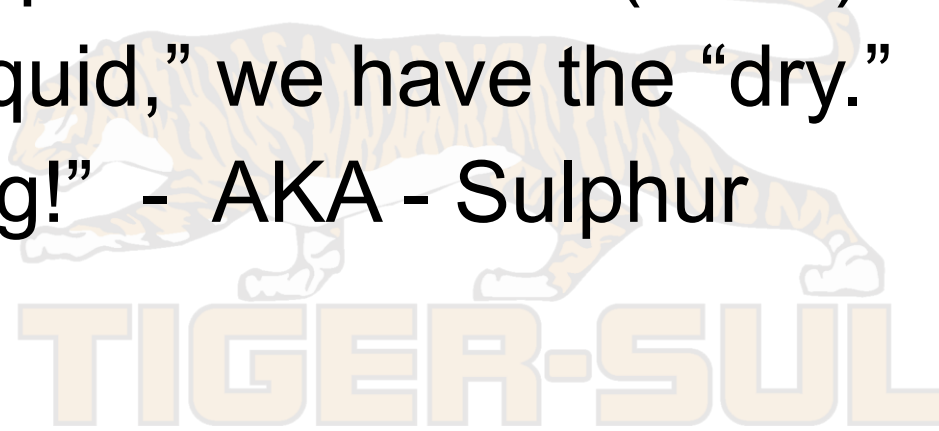 quid,” we have the “dry.”
g!” - AKA - Sulphur
TIGER-SUL